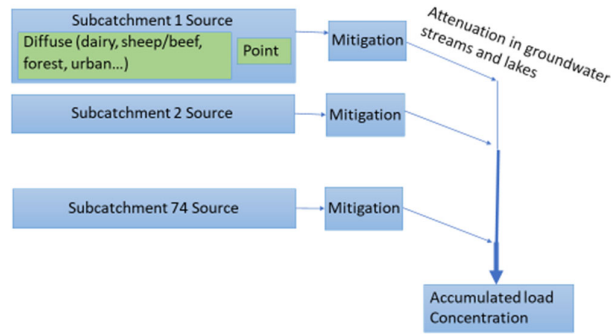 Subcatchment 1 Source
Diffuse (dairy, sheep/beef,
forest, urban...)
Point
Mitigation
Attenuation in groundwater
streams and lakes
Subcatchment 2 Source
Mitigation
Subcatchment 74 Source
Mitigation
Accumulated load
Concentration